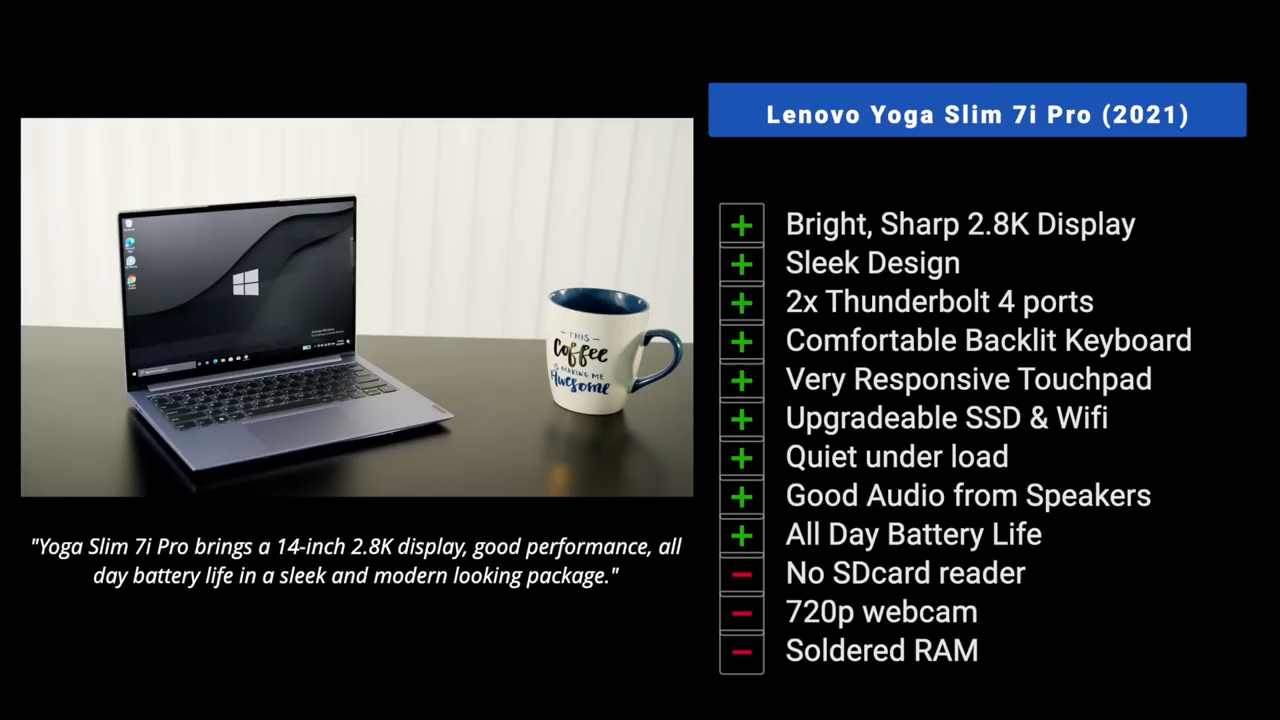 Lenovo Yoga Slim 7i Pro (2021)
+ Bright, Sharp 2.8K Display
+ Sleek Design
+ 2x Thunderbolt 4 ports
+ Comfortable Backlit Keyboard
+ Very Responsive Touchpad
+ Upgradeable SSD & Wifi
+ Quiet under load
+ Good Audio from Speakers
+ All Day Battery Life
– No SDcard reader
– 720p webcam
– Soldered RAM
THIS
Coffee
IS MAKING ME
Awesome
"Yoga Slim 7i Pro brings a 14-inch 2.8K display, good performance, all
day battery life in a sleek and modern looking package."